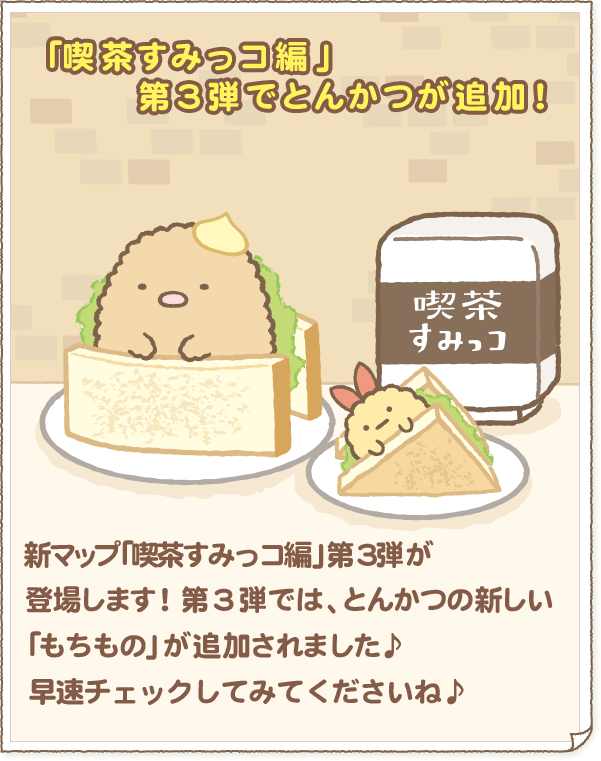 「喫茶すみっコ編」
第３弾でとんかつが追加！
喫茶
すみっコ
新マップ「喫茶すみっコ編」第３弾が
登場します！第３弾では、とんかつの新しい
「もちもの」が追加されました♪
早速チェックしてみてくださいね♪